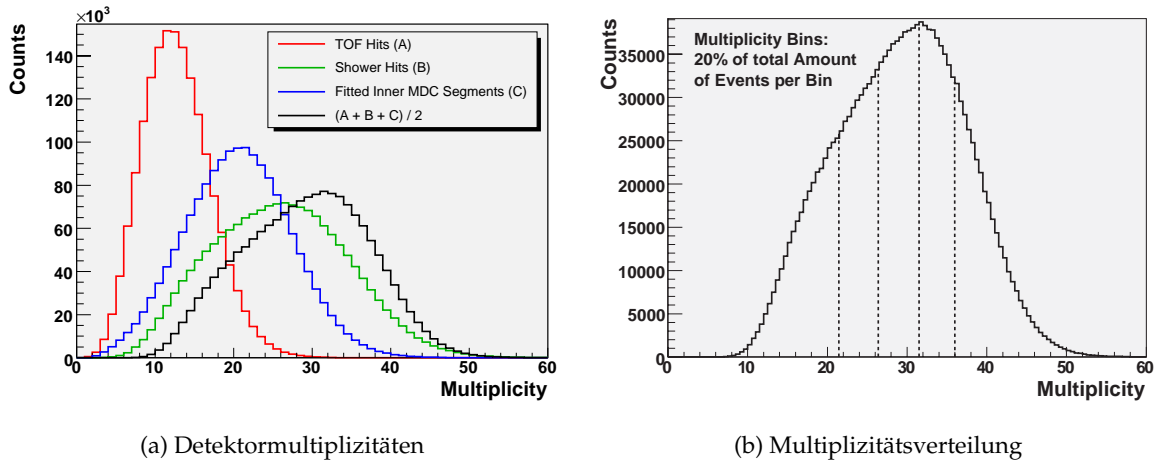 ×10³
Counts
140
120
100
80
60
40
20
0
TOF Hits (A)
Shower Hits (B)
Fitted Inner MDC Segments (C)
(A + B + C) / 2
0 10 20 30 40 50 60
Multiplicity
(a) Detektormultiplizitäten
Counts
35000
30000
25000
20000
15000
10000
5000
0
Multiplicity Bins:
20% of total Amount
of Events per Bin
0 10 20 30 40 50 60
Multiplicity
(b) Multiplizitätsverteilung